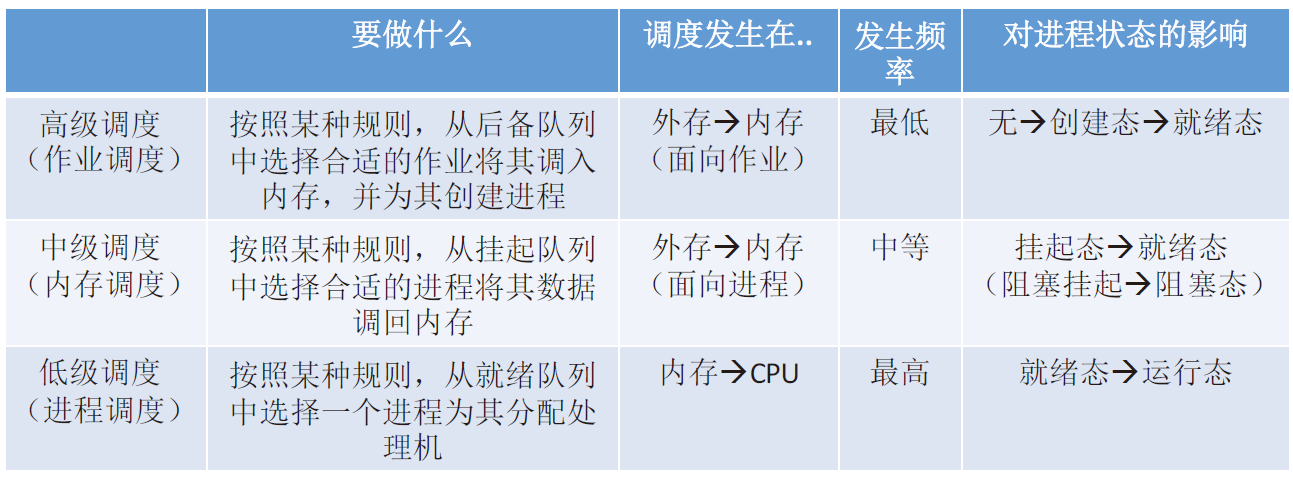 要做什么
调度发生在..
发生频
率
对进程状态的影响
高级调度
（作业调度）
按照某种规则，从后备队列
中选择合适的作业将其调入
内存，并为其创建进程
外存→内存
（面向作业）
最低
无→创建态→就绪态
中级调度
（内存调度）
按照某种规则，从挂起队列
中选择合适的进程将其数据
调回内存
外存→内存
（面向进程）
中等
挂起态→就绪态
（阻塞挂起→阻塞态）
低级调度
（进程调度）
按照某种规则，从就绪队列
中选择一个进程为其分配处
理机
内存→CPU
最高
就绪态→运行态